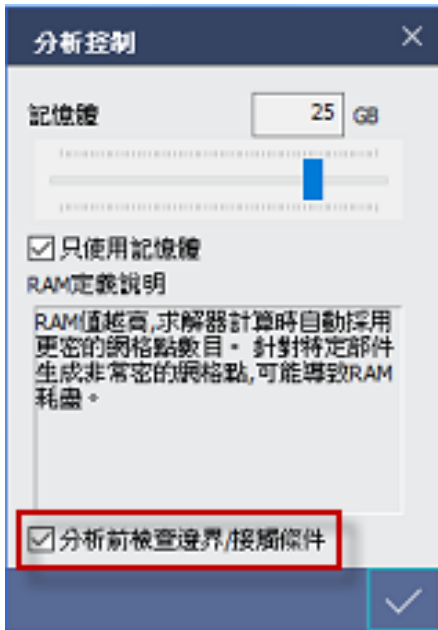 分析控制
記憶體 25 GB
只使用記憶體
RAM定義說明
RAM值越高,求解器計算時自動採用
更密的網格點數目。 針對特定部件
生成非常密的網格點,可能導致RAM
耗盡。
分析前檢查邊界/接觸條件